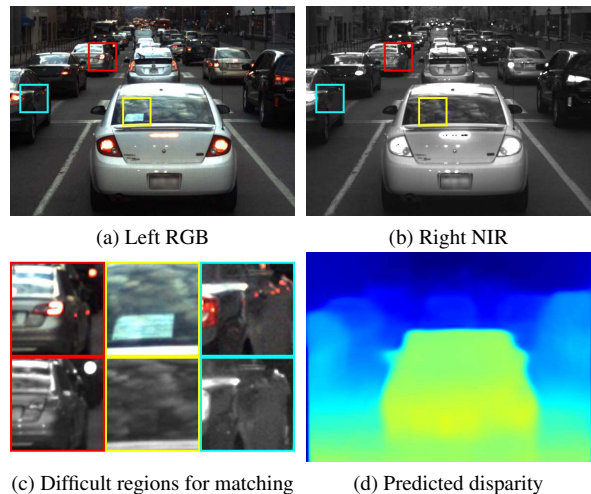 (a) Left RGB
(b) Right NIR
(c) Difficult regions for matching
(d) Predicted disparity